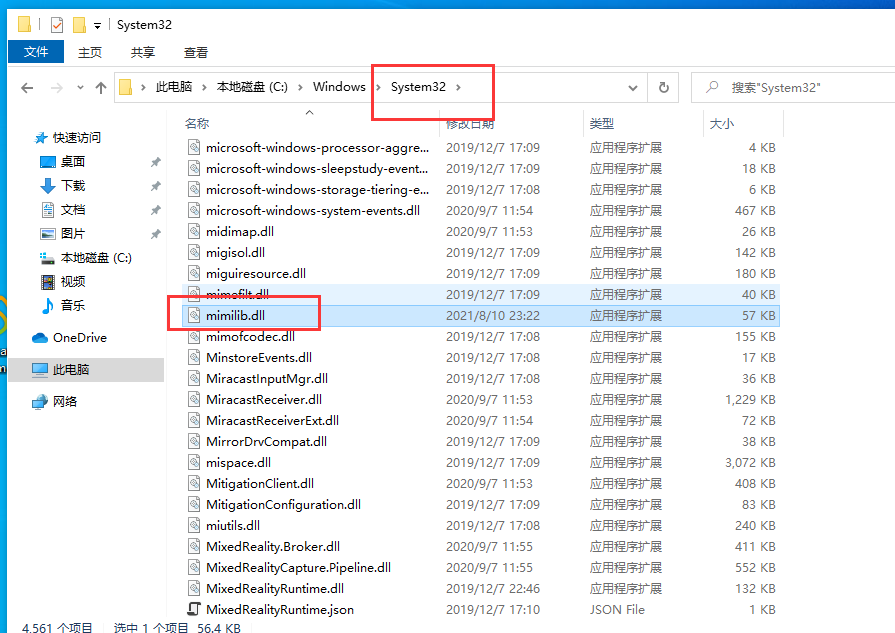 System32
文件 主页 共享 查看
此电脑 本地磁盘 (C:) Windows System32 搜索"System32"
名称 修改日期 类型 大小
快速访问
桌面
下载
文档
图片
本地磁盘 (C:)
视频
音乐
OneDrive
此电脑
网络
microsoft-windows-processor-aggre... 2019/12/7 17:09 应用程序扩展 4 KB
microsoft-windows-sleepstudy-event... 2019/12/7 17:09 应用程序扩展 18 KB
microsoft-windows-storage-tiering-e... 2019/12/7 17:08 应用程序扩展 6 KB
microsoft-windows-system-events.dll 2020/9/7 11:54 应用程序扩展 467 KB
midimap.dll 2020/9/7 11:53 应用程序扩展 26 KB
migisol.dll 2019/12/7 17:09 应用程序扩展 142 KB
miguiresource.dll 2019/12/7 17:09 应用程序扩展 180 KB
mimefilt.dll 2019/12/7 17:09 应用程序扩展 40 KB
mimilib.dll 2021/8/10 23:22 应用程序扩展 57 KB
mimofcodec.dll 2019/12/7 17:08 应用程序扩展 155 KB
MinstoreEvents.dll 2019/12/7 17:08 应用程序扩展 17 KB
MiracastInputMgr.dll 2019/12/7 17:08 应用程序扩展 36 KB
MiracastReceiver.dll 2020/9/7 11:53 应用程序扩展 1,229 KB
MiracastReceiverExt.dll 2020/9/7 11:54 应用程序扩展 72 KB
MirrorDrvCompat.dll 2019/12/7 17:09 应用程序扩展 38 KB
mispace.dll 2019/12/7 17:09 应用程序扩展 3,072 KB
MitigationClient.dll 2020/9/7 11:53 应用程序扩展 408 KB
MitigationConfiguration.dll 2019/12/7 17:09 应用程序扩展 83 KB
miutils.dll 2019/12/7 17:08 应用程序扩展 240 KB
MixedReality.Broker.dll 2020/9/7 11:55 应用程序扩展 411 KB
MixedRealityCapture.Pipeline.dll 2020/9/7 11:55 应用程序扩展 552 KB
MixedRealityRuntime.dll 2019/12/7 22:46 应用程序扩展 132 KB
MixedRealityRuntime.json 2019/12/7 17:10 JSON File 1 KB
4,561 个项目 选中 1 个项目 56.4 KB